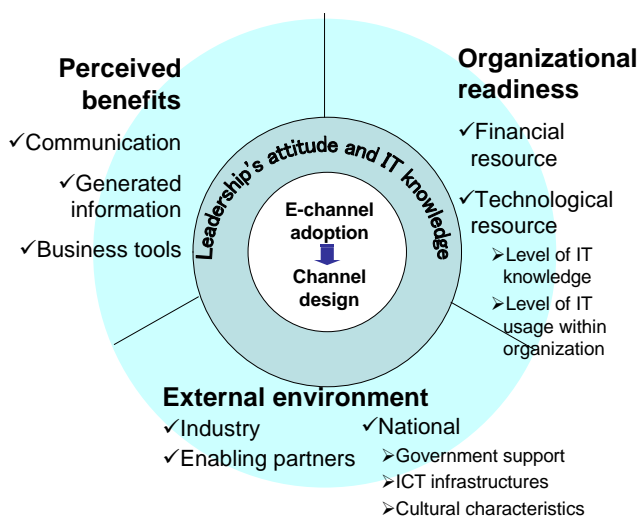 Perceived
benefits
✓Communication
✓Generated
information
✓Business tools
Organizational
readiness
✓Financial
resource
✓Technological
resource
➢Level of IT
knowledge
➢Level of IT
usage within
organization
Leadership's attitude and IT knowledge
E-channel
adoption
Channel
design
External environment
✓Industry
✓Enabling partners
✓National
➢Government support
➢ICT infrastructures
➢Cultural characteristics